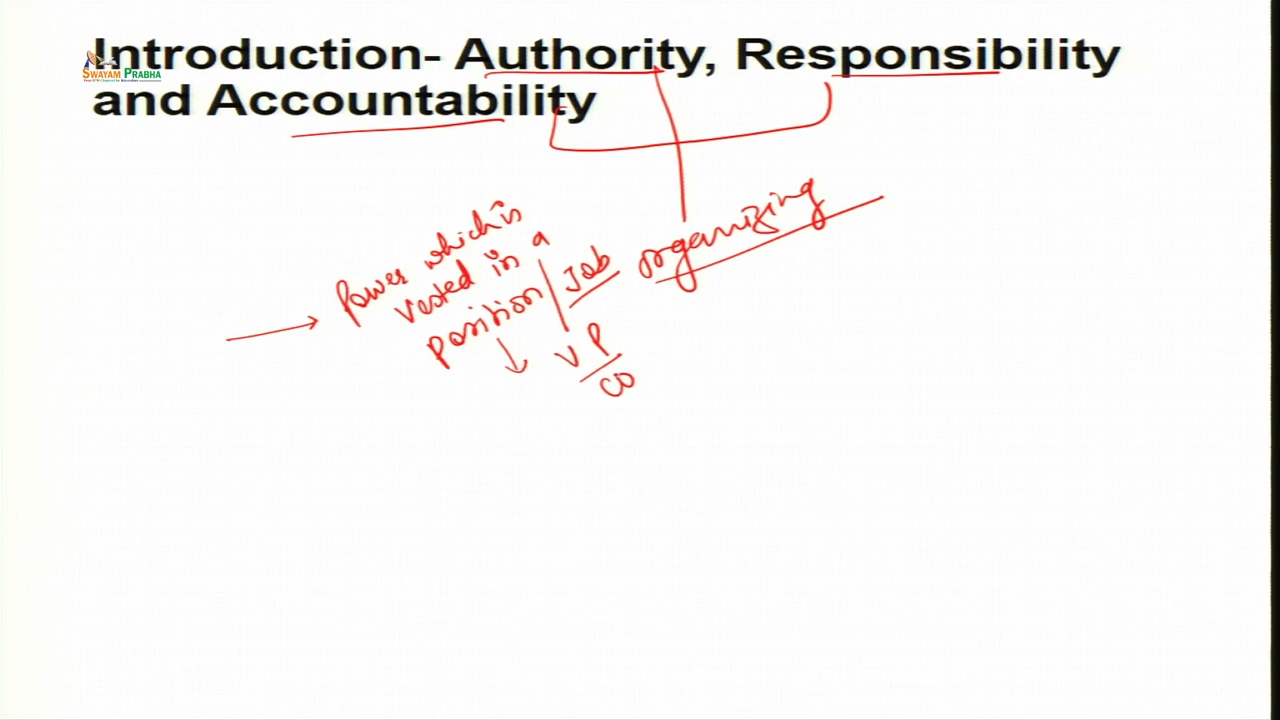 Introduction- Authority, Responsibility
and Accountability
SWAYAM PRABHA
Power which is
vested in a
position/Job
organizing
VP
CO